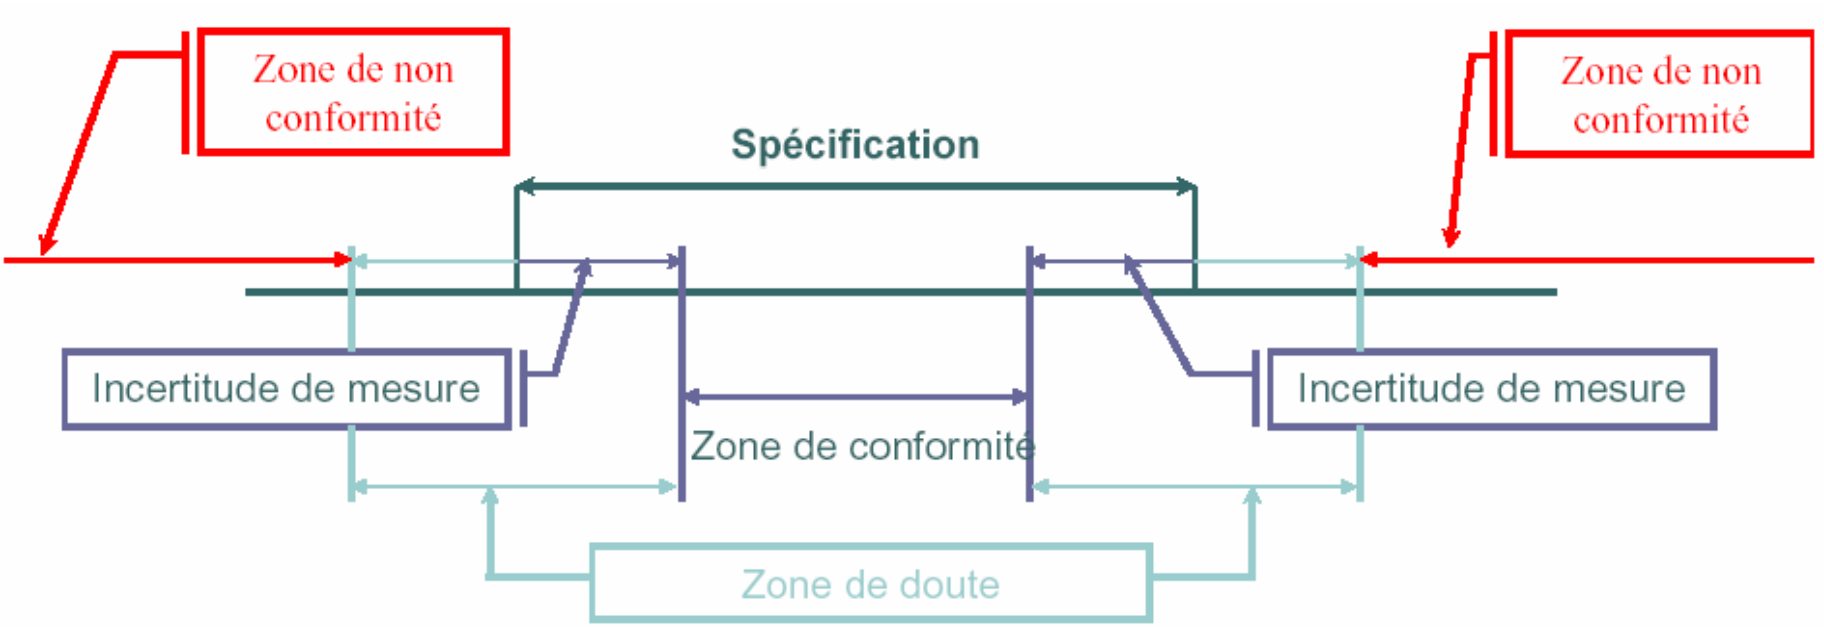 Zone de non
conformité
Zone de non
conformité
Spécification
Incertitude de mesure
Incertitude de mesure
Zone de conformité
Zone de doute